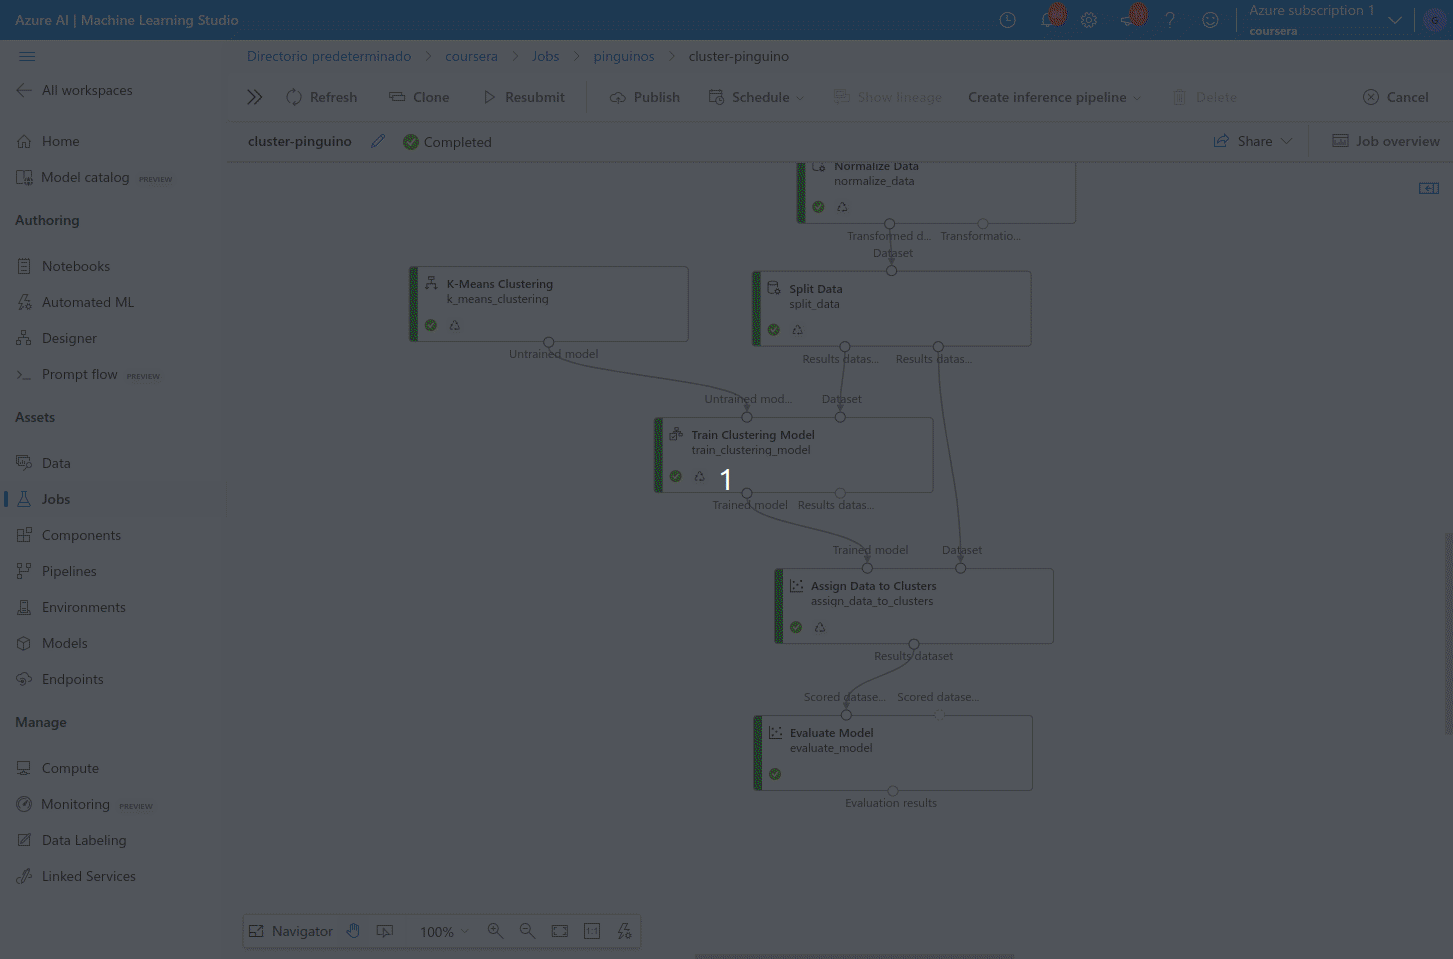 Azure AI | Machine Learning Studio
Azure subscription 1
coursera
G
All workspaces
Home
Model catalog PREVIEW
Authoring
Notebooks
Automated ML
Designer
Prompt flow PREVIEW
Assets
Data
Jobs
Components
Pipelines
Environments
Models
Endpoints
Manage
Compute
Monitoring PREVIEW
Data Labeling
Linked Services
Directorio predeterminado > coursera > Jobs > pinguinos > cluster-pinguino
Refresh Clone Resubmit Publish Schedule Show lineage Create inference pipeline Delete Cancel
cluster-pinguino Completed Share Job overview
Normalize Data
normalize_data
Transformed d... Transformatio...
Dataset
K-Means Clustering
k_means_clustering
Untrained model
Split Data
split_data
Results datas... Results datas...
Untrained mod... Dataset
Train Clustering Model
train_clustering_model
1
Trained model Results datas...
Trained model Dataset
Assign Data to Clusters
assign_data_to_clusters
Results dataset
Scored datase... Scored datase...
Evaluate Model
evaluate_model
Evaluation results
Navigator 100% 1:1